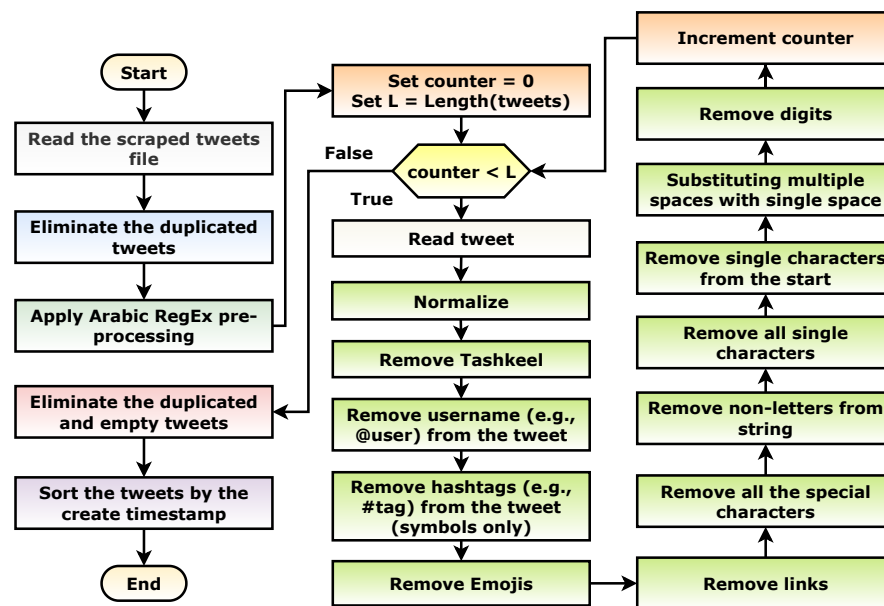 Start
Read the scraped tweets
file
Eliminate the duplicated
tweets
Apply Arabic RegEx pre-
processing
Set counter = 0
Set L = Length(tweets)
counter < L
False
True
Read tweet
Normalize
Remove Tashkeel
Remove username (e.g.,
@user) from the tweet
Remove hashtags (e.g.,
#tag) from the tweet
(symbols only)
Remove Emojis
Remove links
Remove all the special
characters
Remove non-letters from
string
Remove all single
characters
Remove single characters
from the start
Substituting multiple
spaces with single space
Remove digits
Increment counter
Eliminate the duplicated
and empty tweets
Sort the tweets by the
create timestamp
End